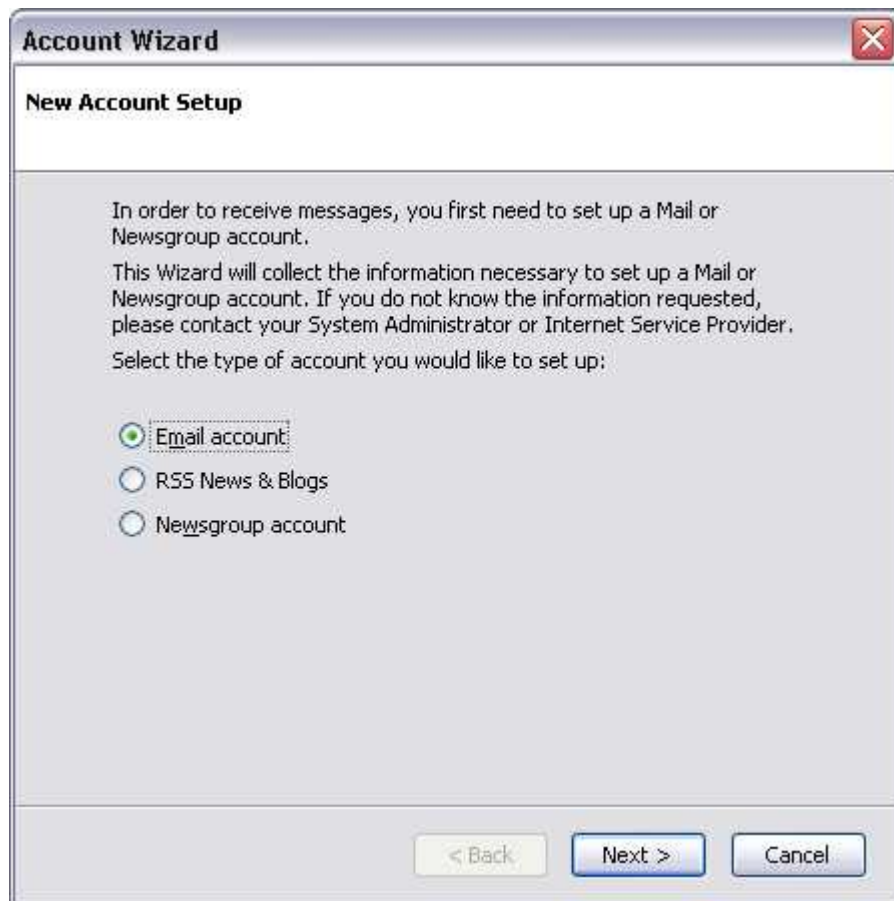 Account Wizard
New Account Setup
In order to receive messages, you first need to set up a Mail or
Newsgroup account.
This Wizard will collect the information necessary to set up a Mail or
Newsgroup account. If you do not know the information requested,
please contact your System Administrator or Internet Service Provider.
Select the type of account you would like to set up:
Email account
RSS News & Blogs
Newsgroup account
< Back Next > Cancel